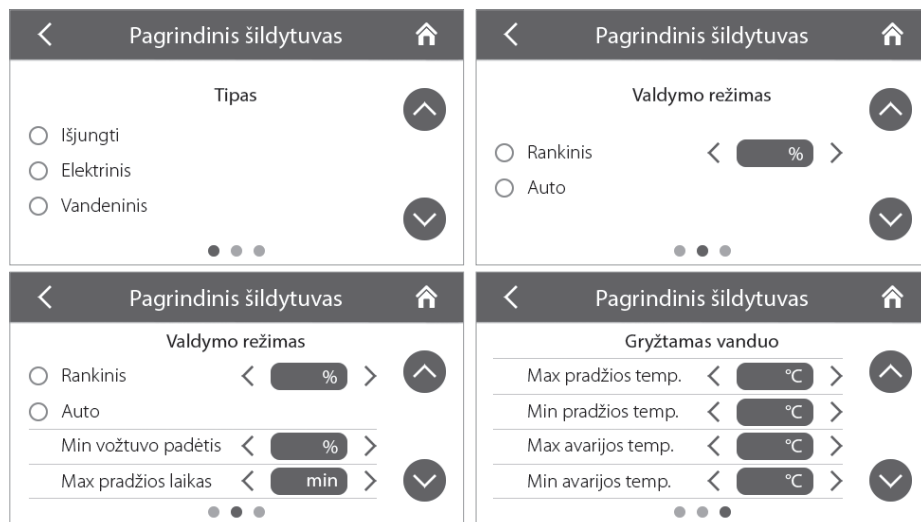 Pagrindinis šildytuvas
Tipas
Išjungti
Elektrinis
Vandeninis
Pagrindinis šildytuvas
Valdymo režimas
Rankinis %
Auto
Pagrindinis šildytuvas
Valdymo režimas
Rankinis %
Auto
Min vožtuvo padėtis %
Max pradžios laikas min
Pagrindinis šildytuvas
Gryžtamas vanduo
Max pradžios temp. °C
Min pradžios temp. °C
Max avarijos temp. °C
Min avarijos temp. °C